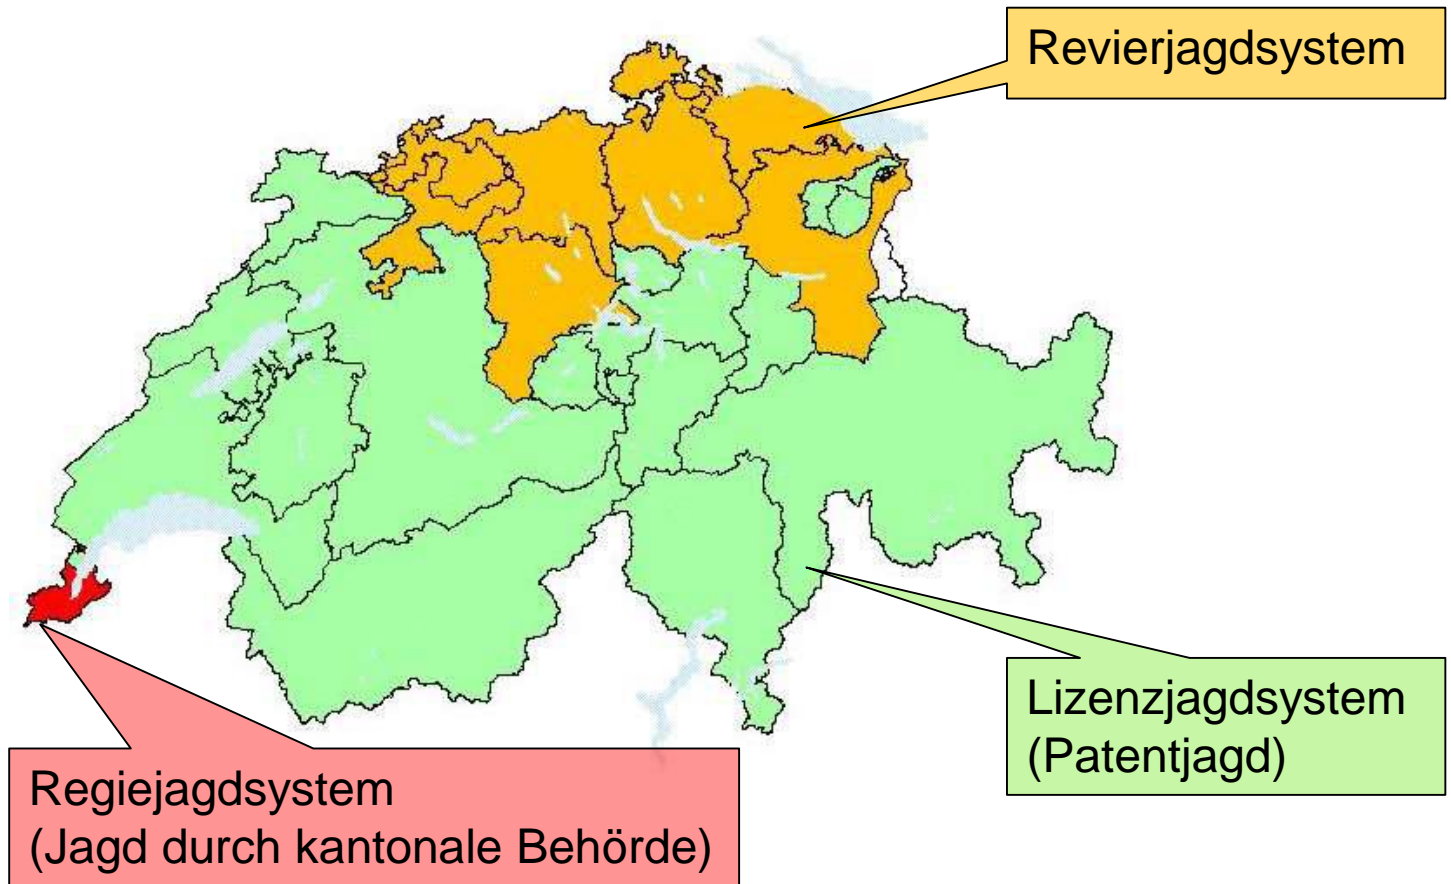 Revierjagdsystem
Lizenzjagdsystem
(Patentjagd)
Regiejagdsystem
(Jagd durch kantonale Behörde)